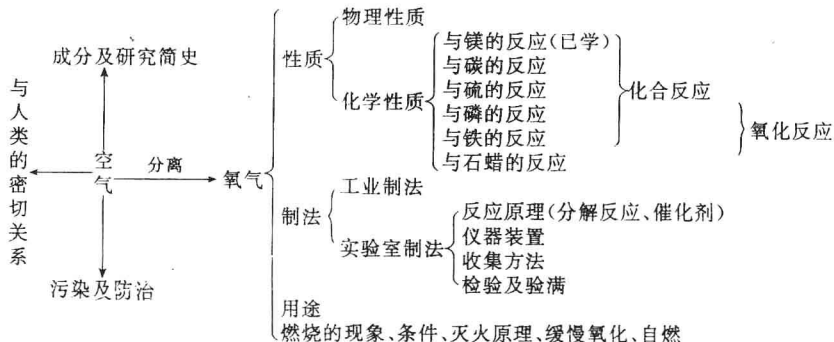 成分及研究简史
与人类的密切关系
空气
分离
污染及防治
氧气
性质
物理性质
化学性质
与镁的反应(已学)
与碳的反应
与硫的反应
与磷的反应
与铁的反应
与石蜡的反应
化合反应
氧化反应
制法
工业制法
实验室制法
反应原理(分解反应、催化剂)
仪器装置
收集方法
检验及验满
用途
燃烧的现象、条件、灭火原理、缓慢氧化、自燃